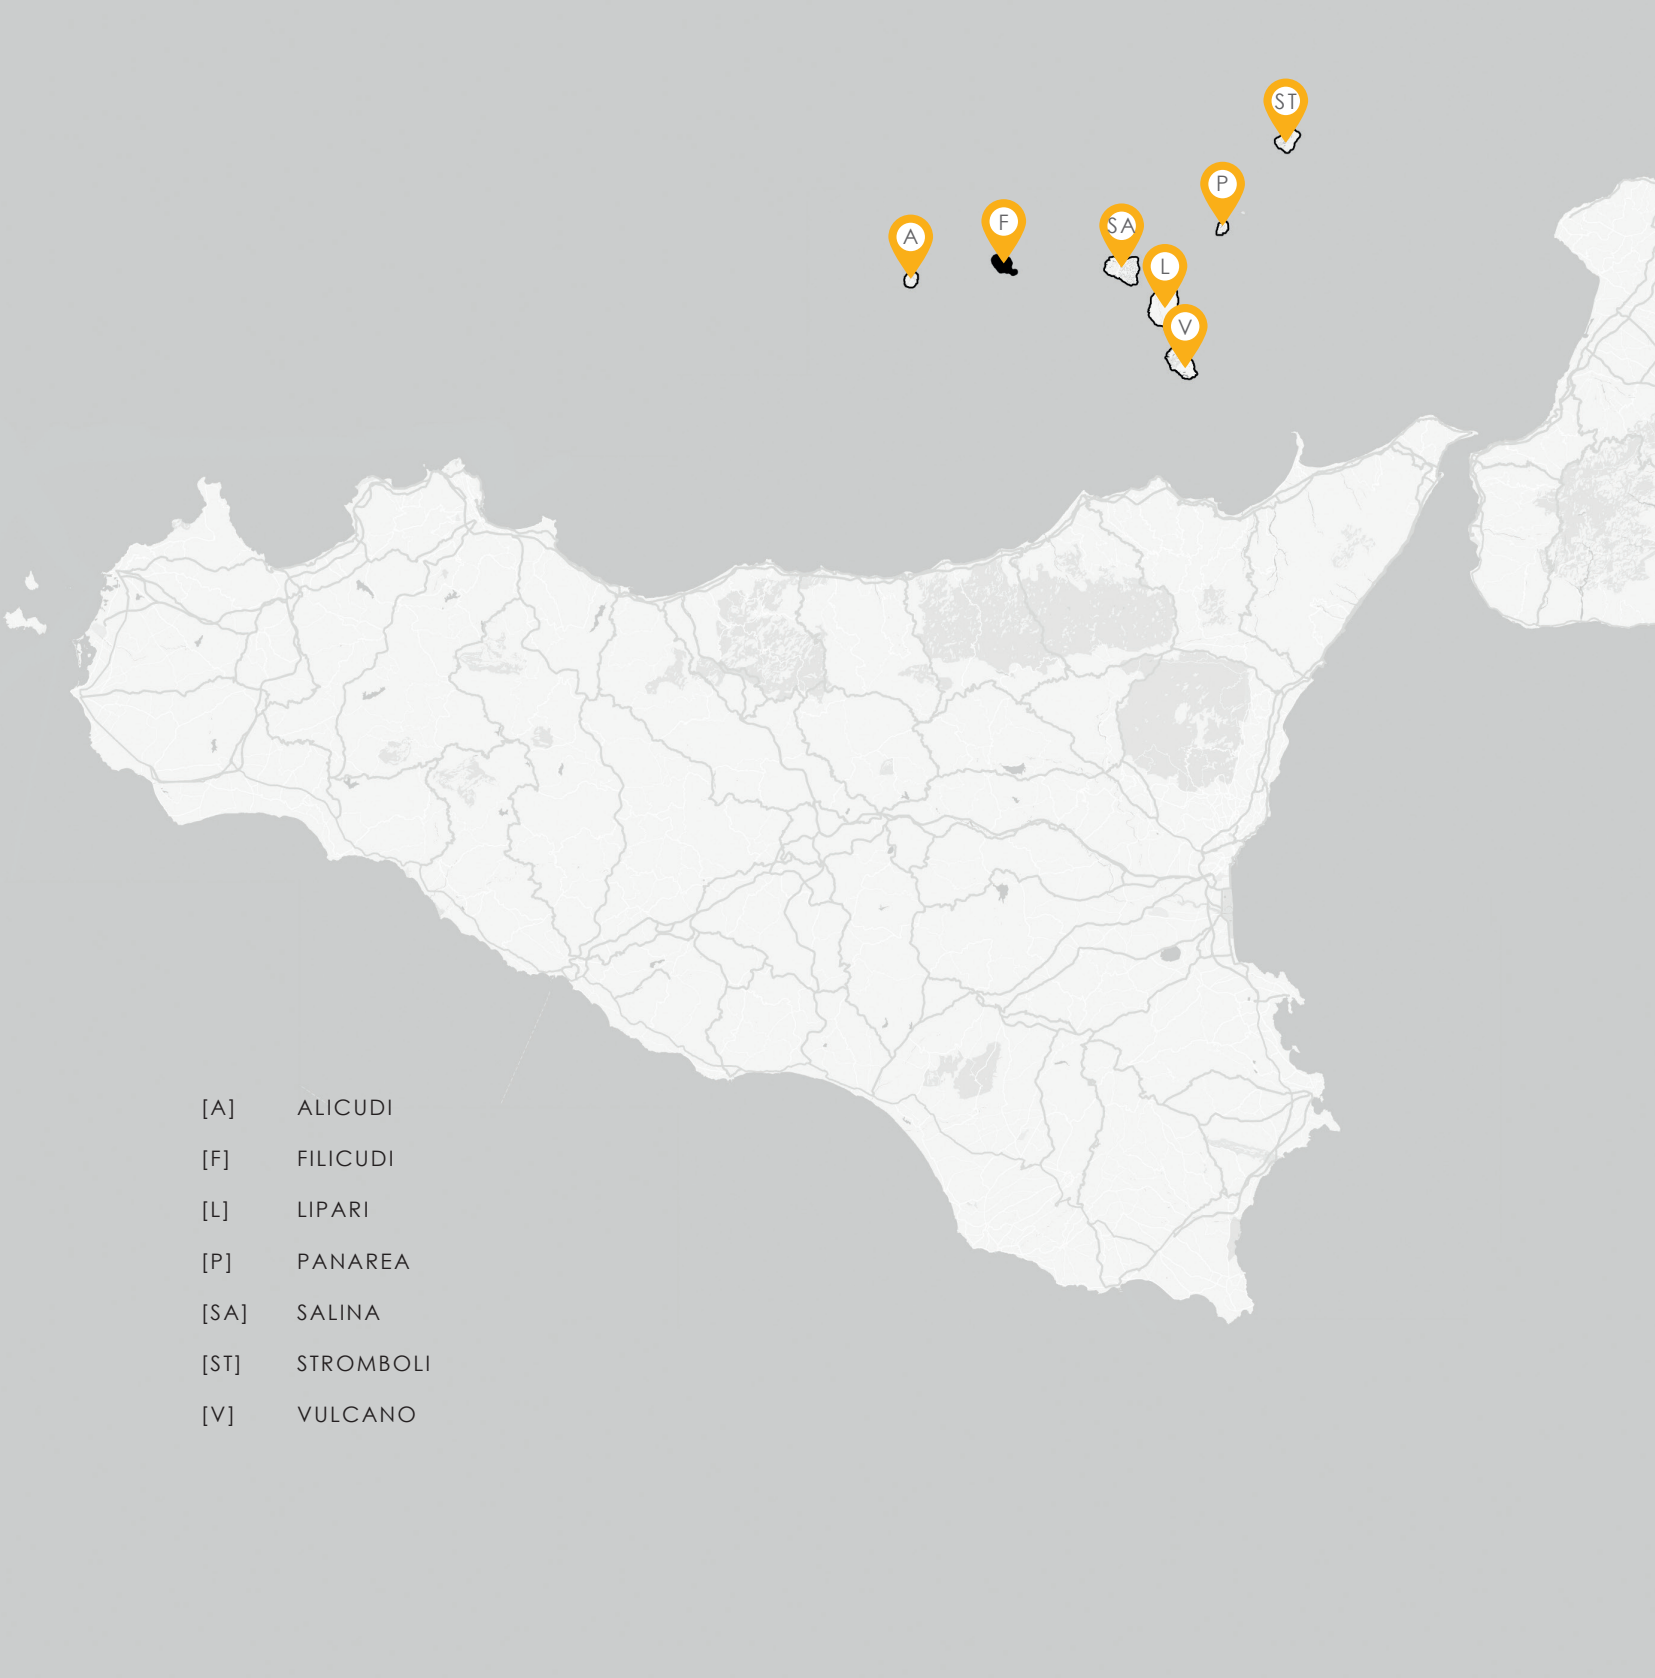 ST
P
F
SA
A
L
V
[A] ALICUDI
[F] FILICUDI
[L] LIPARI
[P] PANAREA
[SA] SALINA
[ST] STROMBOLI
[V] VULCANO